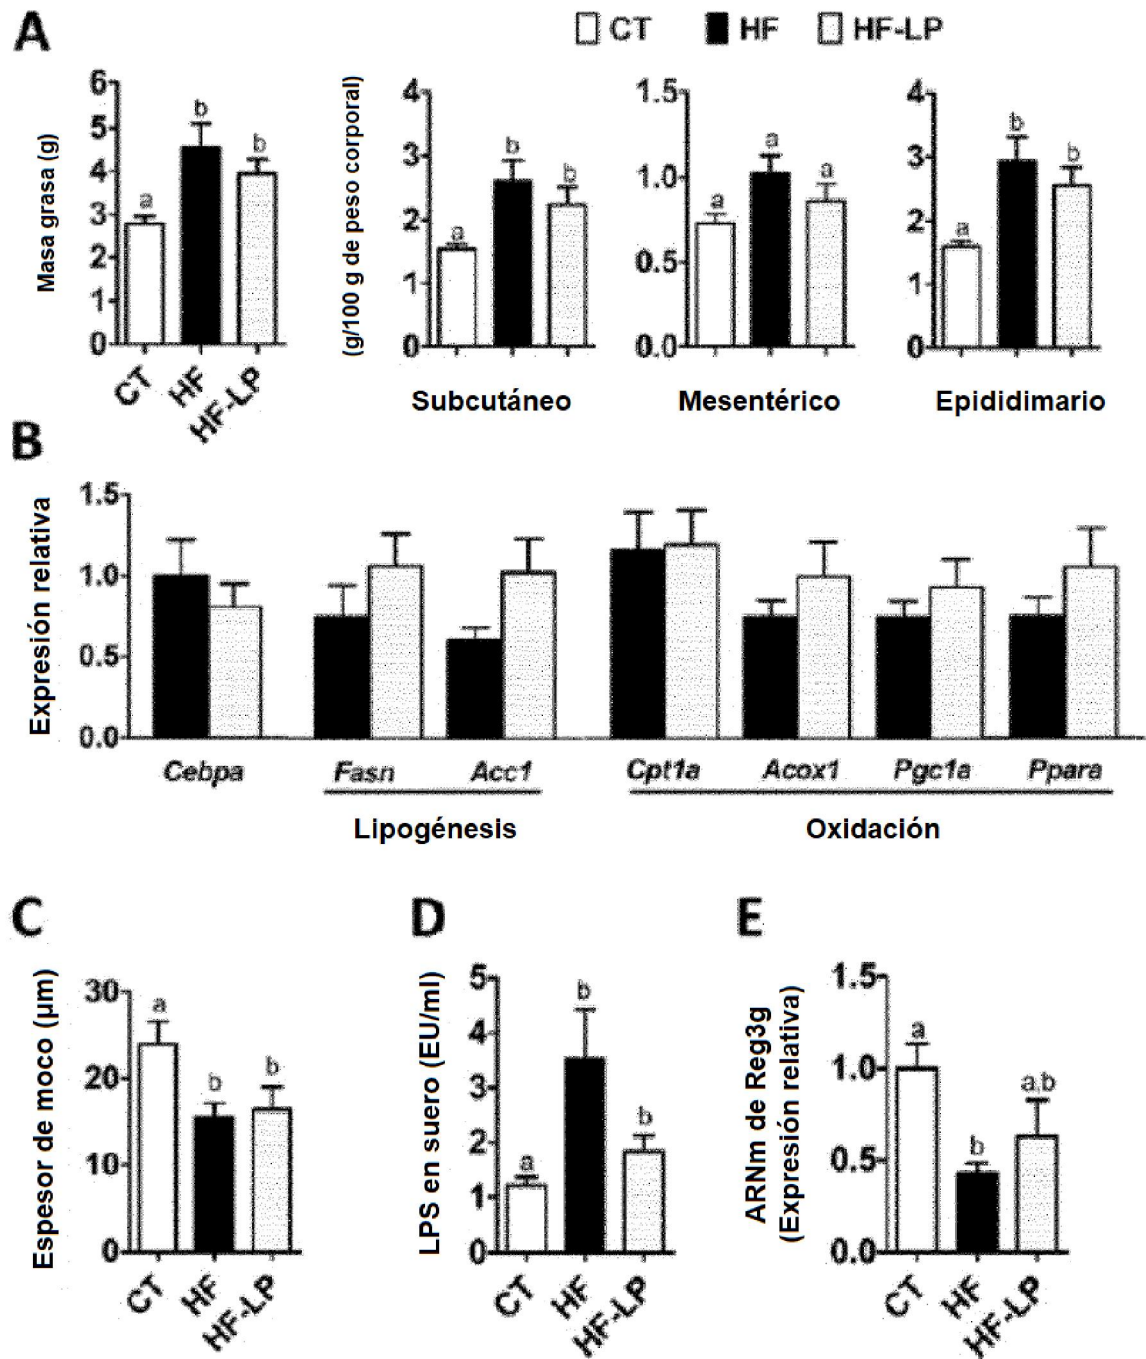 A
CT HF HF-LP
Masa grasa (g)
6
5
4
3
2
1
0
a b b
CT HF HF-LP
(g/100 g de peso corporal)
4
3
2
1
0
a b b
Subcutáneo
1.5
1.0
0.5
0.0
a a a
Mesentérico
4
3
2
1
0
a b b
Epididimario
B
Expresión relativa
1.5
1.0
0.5
0.0
Cebpa Fasn Acc1 Cpt1a Acox1 Pgc1a Ppara
Lipogénesis Oxidación
C
Espesor de moco (µm)
30
20
10
0
a b b
CT HF HF-LP
D
LPS en suero (EU/ml)
5
4
3
2
1
0
a b b
CT HF HF-LP
E
ARNm de Reg3g
(Expresión relativa)
1.5
1.0
0.5
0.0
a b a,b
CT HF HF-LP